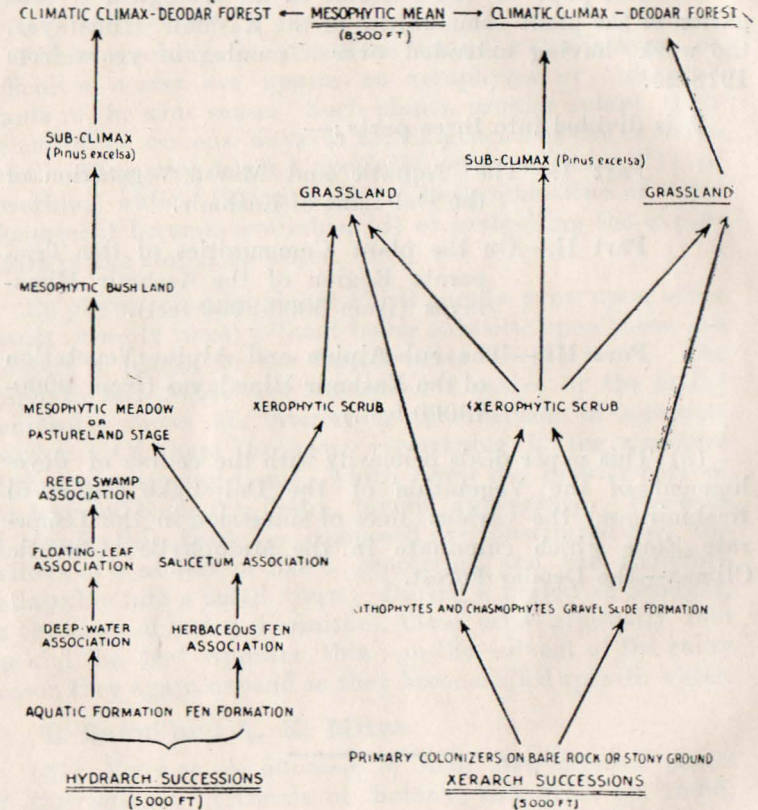 CLIMATIC CLIMAX-DEODAR FOREST ← MESOPHYTIC MEAN → CLIMATIC CLIMAX - DEODAR FOREST
(8,500 FT)
SUB-CLIMAX
(Pinus excelsa)
SUB-CLIMAX (Pinus excelsa)
GRASSLAND
GRASSLAND
MESOPHYTIC BUSHLAND
MESOPHYTIC MEADOW
OR
PASTURELAND STAGE
XEROPHYTIC SCRUB
XEROPHYTIC SCRUB
REED SWAMP
ASSOCIATION
FLOATING-LEAF
ASSOCIATION
SALICETUM ASSOCIATION
LITHOPHYTES AND CHASMOPHYTES
GRAVEL SLIDE FORMATION
DEEP-WATER
ASSOCIATION
HERBACEOUS FEN
ASSOCIATION
AQUATIC FORMATION
FEN FORMATION
PRIMARY COLONIZERS ON BARE ROCK OR STONY GROUND
HYDRARCH SUCCESSIONS
(5000 FT)
XERARCH SUCCESSIONS
(5000 FT)